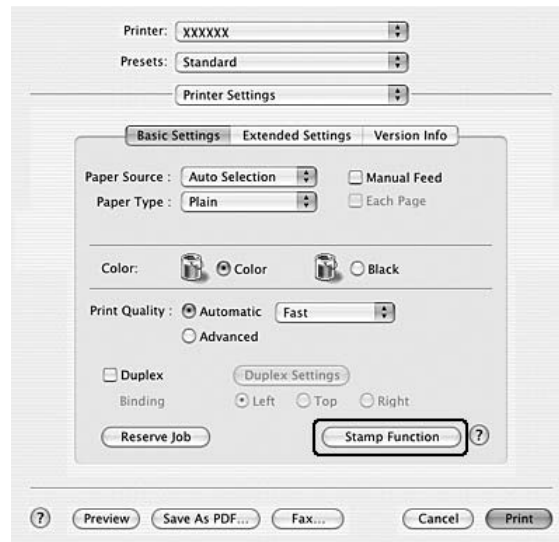 Printer: XXXXXX
Presets: Standard
Printer Settings
Basic Settings Extended Settings Version Info
Paper Source : Auto Selection Manual Feed
Paper Type : Plain Each Page
Color: Color Black
Print Quality : Automatic Fast
Advanced
Duplex Duplex Settings
Binding Left Top Right
Reserve Job Stamp Function ?
? Preview Save As PDF... Fax... Cancel Print